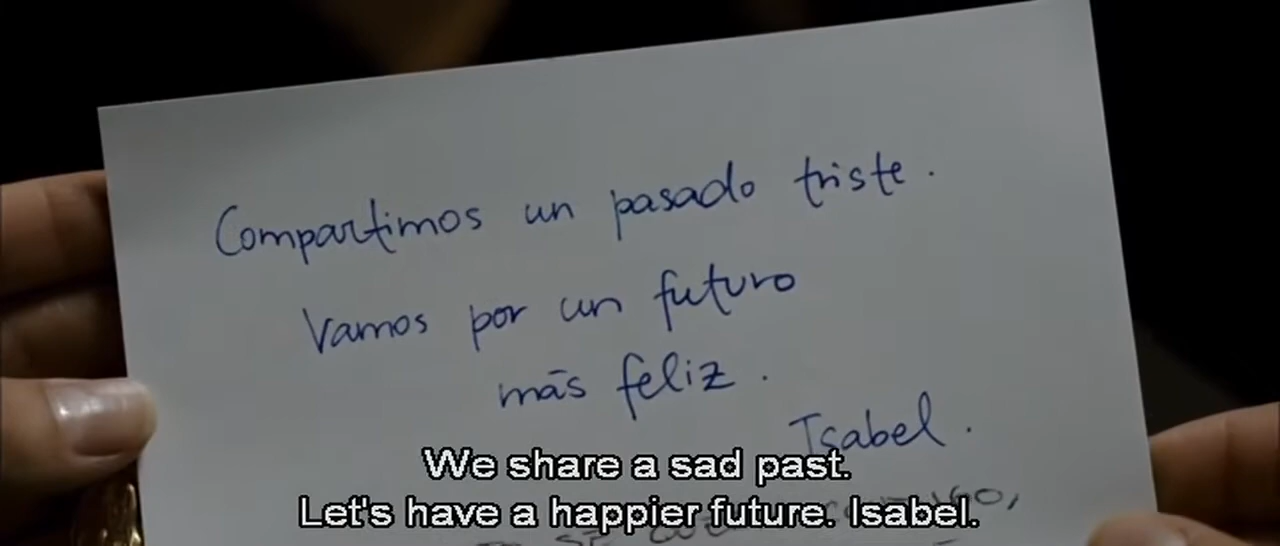 Compartimos un pasado triste.
Vamos por un futuro
más feliz.
Isabel.
We share a sad past.
Let's have a happier future. Isabel.